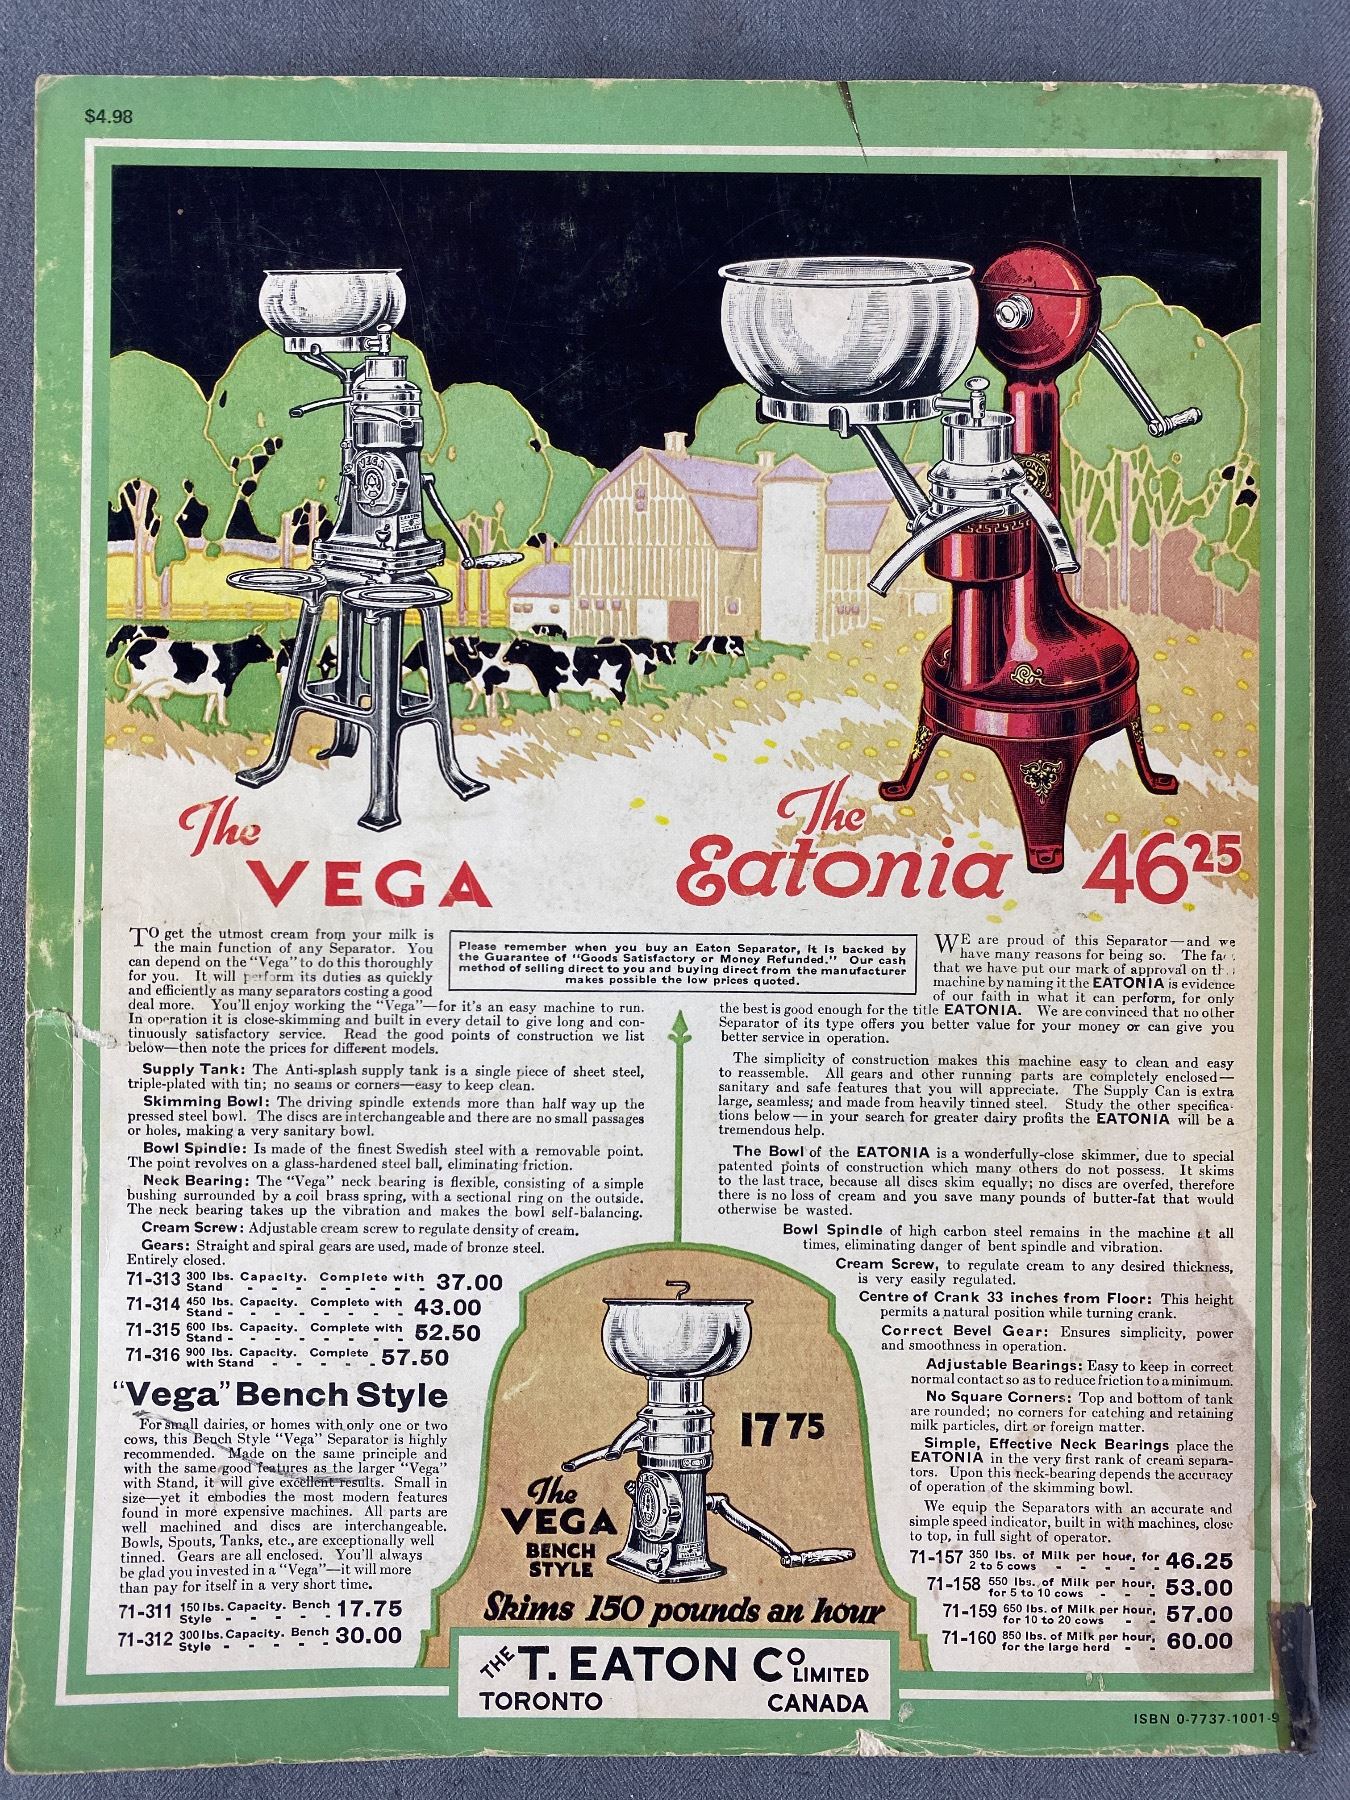 $4.98
The
VEGA
The
Eatonia 46 25
Please remember when you buy an Eaton Separator, it is backed by
the Guarantee of "Goods Satisfactory or Money Refunded." Our cash
method of selling direct to you and buying direct from the manufacturer
makes possible the low prices quoted.
TO get the utmost cream from your milk is
the main function of any Separator. You
can depend on the "Vega" to do this thoroughly
for you. It will perform its duties as quickly
and efficiently as many separators costing a good
deal more. You'll enjoy working the "Vega"—for it's an easy machine to run.
In operation it is close-skimming and built in every detail to give long and con-
tinuously satisfactory service. Read the good points of construction we list
below—then note the prices for different models.
Supply Tank: The Anti-splash supply tank is a single piece of sheet steel,
triple-plated with tin; no seams or corners—easy to keep clean.
Skimming Bowl: The driving spindle extends more than half way up the
pressed steel bowl. The discs are interchangeable and there are no small passages
or holes, making a very sanitary bowl.
Bowl Spindle: Is made of the finest Swedish steel with a removable point.
The point revolves on a glass-hardened steel ball, eliminating friction.
Neck Bearing: The "Vega" neck bearing is flexible, consisting of a simple
bushing surrounded by a coil brass spring, with a sectional ring on the outside.
The neck bearing takes up the vibration and makes the bowl self-balancing.
Cream Screw: Adjustable cream screw to regulate density of cream.
Gears: Straight and spiral gears are used, made of bronze steel.
Entirely closed.
71-313 300 lbs. Capacity. Complete with Stand - - - - - - - 37.00
71-314 450 lbs. Capacity. Complete with Stand - - - - - - - 43.00
71-315 600 lbs. Capacity. Complete with Stand - - - - - - - 52.50
71-316 900 lbs. Capacity. Complete with Stand - - - - - 57.50
"Vega" Bench Style
For small dairies, or homes with only one or two
cows, this Bench Style "Vega" Separator is highly
recommended. Made on the same principle and
with the same good features as the larger "Vega"
with Stand, it will give excellent results. Small in
size—yet it embodies the most modern features
found in more expensive machines. All parts are
well machined and discs are interchangeable.
Bowls, Spouts, Tanks, etc., are exceptionally well
tinned. Gears are all enclosed. You'll always
be glad you invested in a "Vega"—it will more
than pay for itself in a very short time.
71-311 150 lbs. Capacity. Bench Style - - - - - 17.75
71-312 300 lbs. Capacity. Bench Style - - - - - 30.00
WE are proud of this Separator—and we
have many reasons for being so. The
that we have put our mark of approval on
machine by naming it the EATONIA is evidence
of our faith in what it can perform, for only
the best is good enough for the title EATONIA. We are convinced that no other
Separator of its type offers you better value for your money or can give you
better service in operation.
The simplicity of construction makes this machine easy to clean and easy
to reassemble. All gears and other running parts are completely enclosed—
sanitary and safe features that you will appreciate. The Supply Can is extra
large, seamless; and made from heavily tinned steel. Study the other specifica-
tions below—in your search for greater dairy profits the EATONIA will be a
tremendous help.
The Bowl of the EATONIA is a wonderfully-close skimmer, due to special
patented points of construction which many others do not possess. It skims
to the last trace, because all discs skim equally; no discs are overfed, therefore
there is no loss of cream and you save many pounds of butter-fat that would
otherwise be wasted.
Bowl Spindle of high carbon steel remains in the machine at all
times, eliminating danger of bent spindle and vibration.
Cream Screw, to regulate cream to any desired thickness,
is very easily regulated.
Centre of Crank 33 inches from Floor: This height
permits a natural position while turning crank.
Correct Bevel Gear: Ensures simplicity, power
and smoothness in operation.
Adjustable Bearings: Easy to keep in correct
normal contact so as to reduce friction to a minimum.
No Square Corners: Top and bottom of tank
are rounded; no corners for catching and retaining
milk particles, dirt or foreign matter.
Simple, Effective Neck Bearings place the
EATONIA in the very first rank of cream separa-
tors. Upon this neck-bearing depends the accuracy
of operation of the skimming bowl.
We equip the Separators with an accurate and
simple speed indicator, built in with machines, close
to top, in full sight of operator.
71-157 350 lbs. of Milk per hour, for 2 to 5 cows - - - - - 46.25
71-158 550 lbs. of Milk per hour, for 5 to 10 cows - - - - 53.00
71-159 650 lbs. of Milk per hour, for 10 to 20 cows - - - 57.00
71-160 850 lbs. of Milk per hour, for the large herd - - 60.00
17 75
The
VEGA
BENCH
STYLE
Skims 150 pounds an hour
THE T. EATON CO LIMITED
TORONTO CANADA
ISBN 0-7737-1001-9